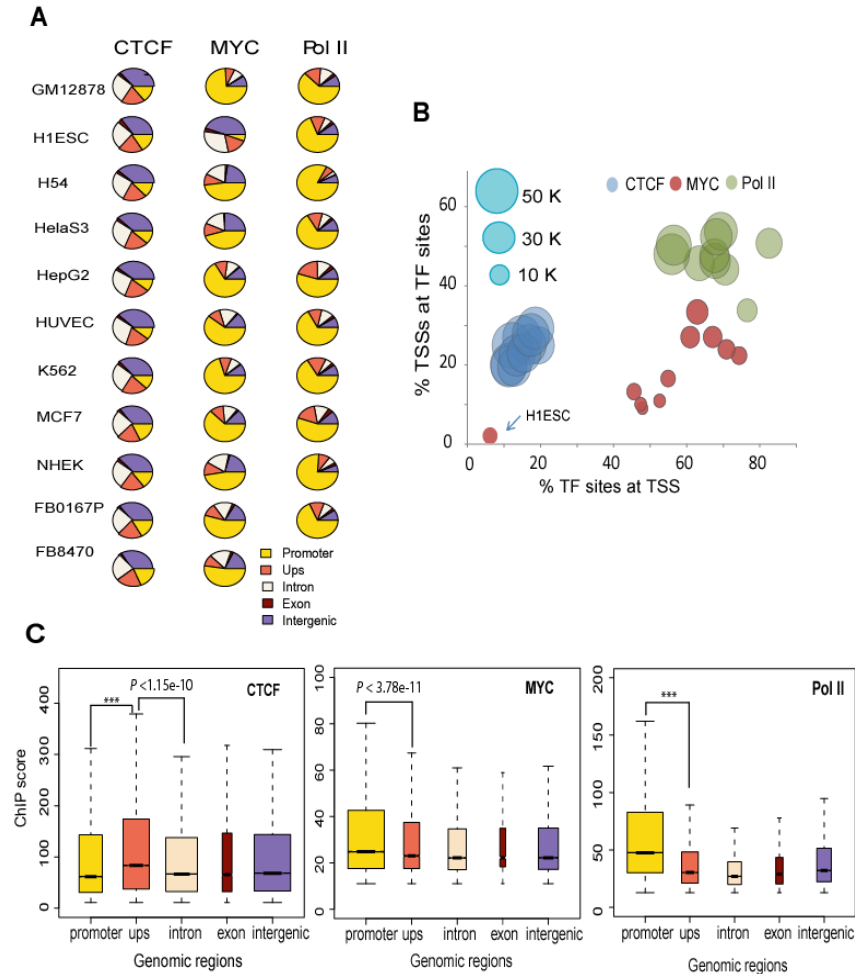 A
CTCF MYC Pol II
GM12878
H1ESC
H54
HelaS3
HepG2
HUVEC
K562
MCF7
NHEK
FB0167P
FB8470
Promoter
Ups
Intron
Exon
Intergenic
B
CTCF MYC Pol II
50 K
30 K
10 K
% TSSs at TF sites
60
40
20
0
H1ESC
0 20 40 60 80
% TF sites at TSS
C
ChIP score
400
300
200
100
0
*** P <1.15e-10 CTCF
promoter ups intron exon intergenic
Genomic regions
100
80
60
40
20
0
P < 3.78e-11 MYC
promoter ups intron exon intergenic
Genomic regions
200
150
100
50
0
*** Pol II
promoter ups intron exon intergenic
Genomic regions